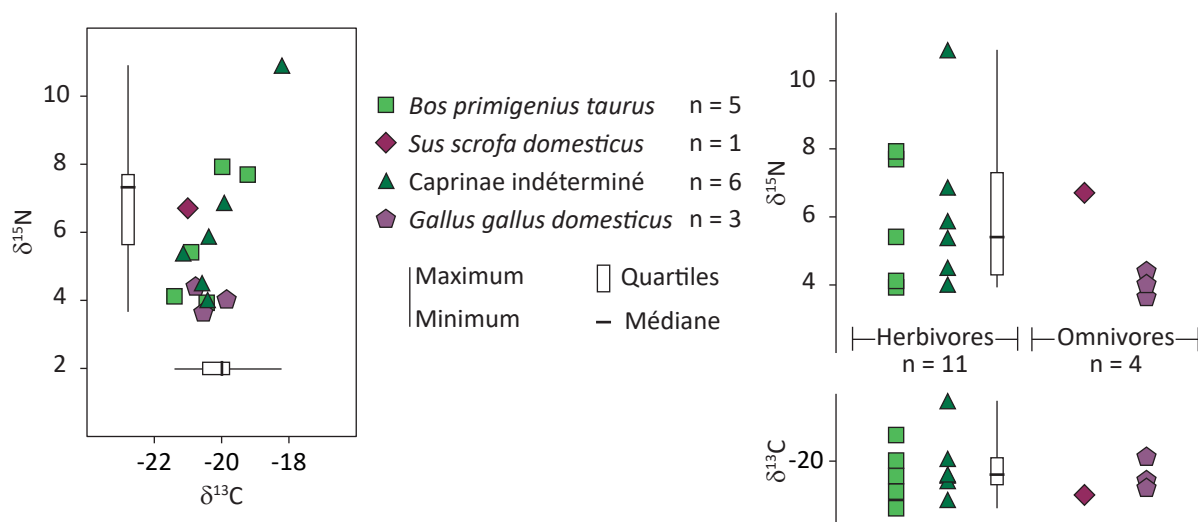 δ¹⁵N
10
8
6
4
2
-22 -20 -18
δ¹³C
Bos primigenius taurus n = 5
Sus scrofa domesticus n = 1
Caprinae indéterminé n = 6
Gallus gallus domesticus n = 3
Maximum
Minimum
Quartiles
Médiane
δ¹⁵N
10
8
6
4
Herbivores Omnivores
n = 11 n = 4
δ¹³C
-20